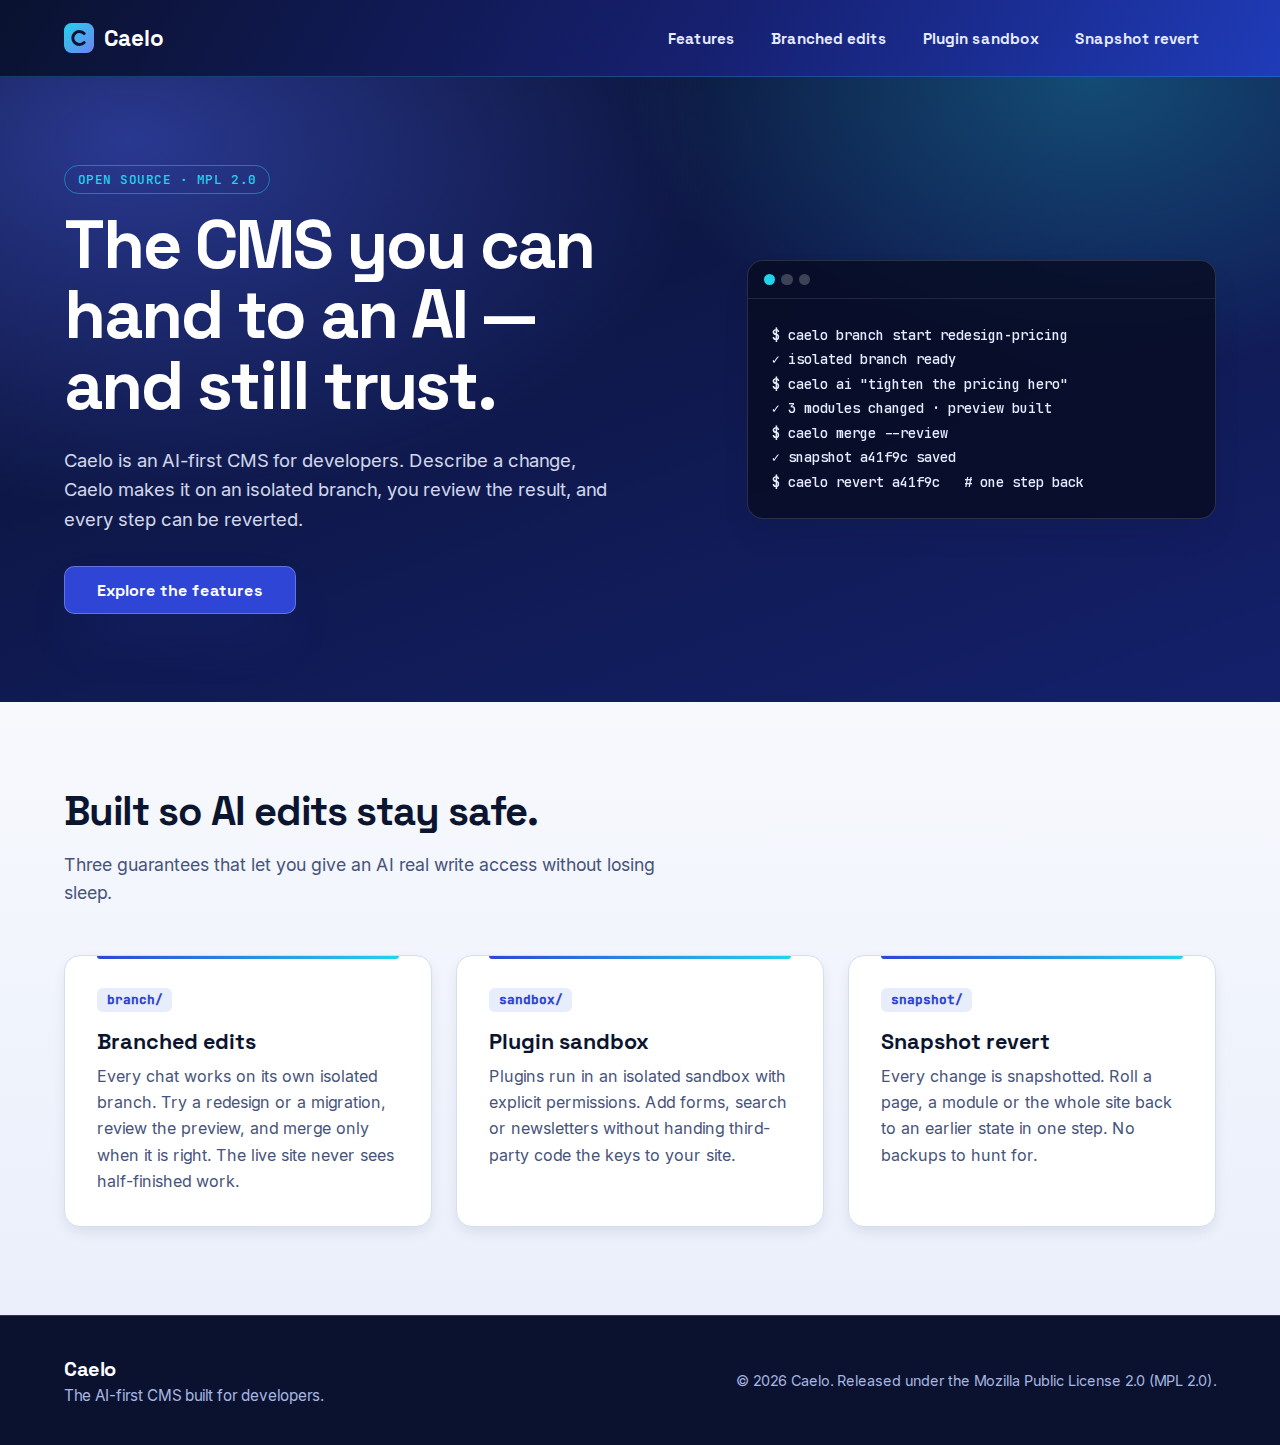 C Caelo
Features Branched edits Plugin sandbox Snapshot revert
OPEN SOURCE · MPL 2.0
The CMS you can
hand to an AI —
and still trust.
Caelo is an AI-first CMS for developers. Describe a change,
Caelo makes it on an isolated branch, you review the result, and
every step can be reverted.
Explore the features
$ caelo branch start redesign-pricing
✓ isolated branch ready
$ caelo ai "tighten the pricing hero"
✓ 3 modules changed · preview built
$ caelo merge --review
✓ snapshot a41f9c saved
$ caelo revert a41f9c # one step back
Built so AI edits stay safe.
Three guarantees that let you give an AI real write access without losing
sleep.
branch/
Branched edits
Every chat works on its own isolated
branch. Try a redesign or a migration,
review the preview, and merge only
when it is right. The live site never sees
half-finished work.
sandbox/
Plugin sandbox
Plugins run in an isolated sandbox with
explicit permissions. Add forms, search
or newsletters without handing third-
party code the keys to your site.
snapshot/
Snapshot revert
Every change is snapshotted. Roll a
page, a module or the whole site back
to an earlier state in one step. No
backups to hunt for.
Caelo
The AI-first CMS built for developers.
© 2026 Caelo. Released under the Mozilla Public License 2.0 (MPL 2.0).